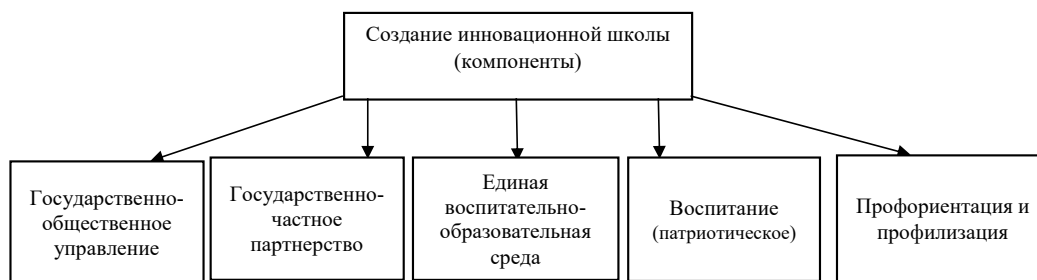 Создание инновационной школы
(компоненты)
Государственно-
общественное
управление
Государственно-
частное
партнерство
Единая
воспитательно-
образовательная
среда
Воспитание
(патриотическое)
Профориентация и
профилизация